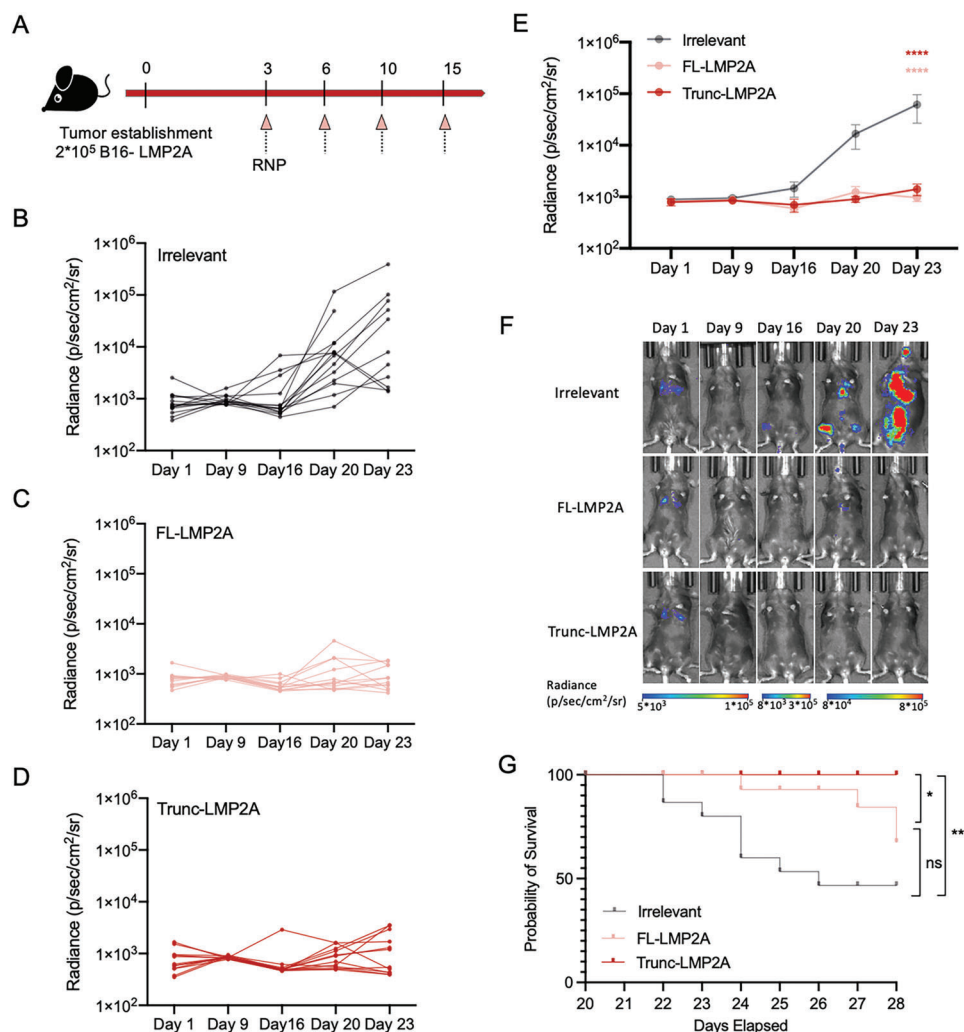 A
0
3
6
10
15
Tumor establishment
2*10⁵ B16- LMP2A
RNP
B
Irrelevant
Radiance (p/sec/cm²/sr)
1×10⁶
1×10⁵
1×10⁴
1×10³
1×10²
Day 1
Day 9
Day16
Day 20
Day 23
C
FL-LMP2A
Radiance (p/sec/cm²/sr)
1×10⁶
1×10⁵
1×10⁴
1×10³
1×10²
Day 1
Day 9
Day16
Day 20
Day 23
D
Trunc-LMP2A
Radiance (p/sec/cm²/sr)
1×10⁶
1×10⁵
1×10⁴
1×10³
1×10²
Day 1
Day 9
Day16
Day 20
Day 23
E
Irrelevant
FL-LMP2A
Trunc-LMP2A
****
****
Radiance (p/sec/cm²/sr)
1×10⁶
1×10⁵
1×10⁴
1×10³
1×10²
Day 1
Day 9
Day16
Day 20
Day 23
F
Day 1
Day 9
Day 16
Day 20
Day 23
Irrelevant
FL-LMP2A
Trunc-LMP2A
Radiance
(p/sec/cm²/sr)
5*10³
1*10⁵
8*10³
3*10⁵
8*10⁴
8*10⁵
G
Probability of Survival
100
50
0
Irrelevant
FL-LMP2A
Trunc-LMP2A
*
ns
**
20
21
22
23
24
25
26
27
28
Days Elapsed